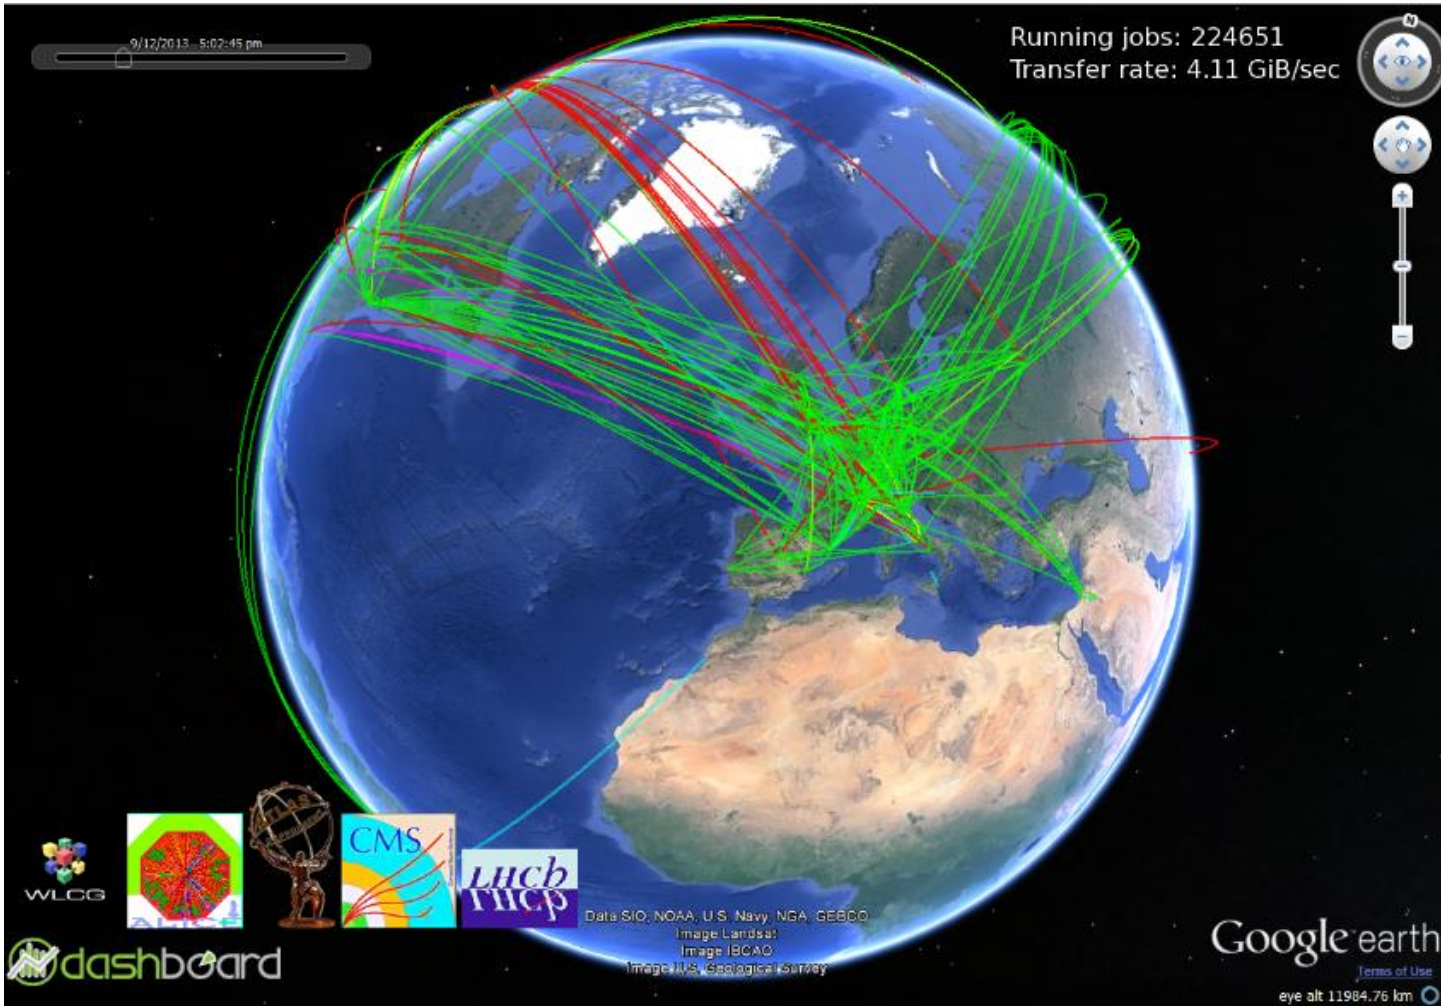 9/12/2013 5:02:45 pm
Running jobs: 224651
Transfer rate: 4.11 GiB/sec
N
WLCG
ALICE
ATLAS
CMS
LHCb
dashboard
Data SIO, NOAA, U.S. Navy, NGA, GEBCO
Image Landsat
Image IBCAO
Image U.S. Geological Survey
Google earth
Terms of Use
eye alt 11984.76 km